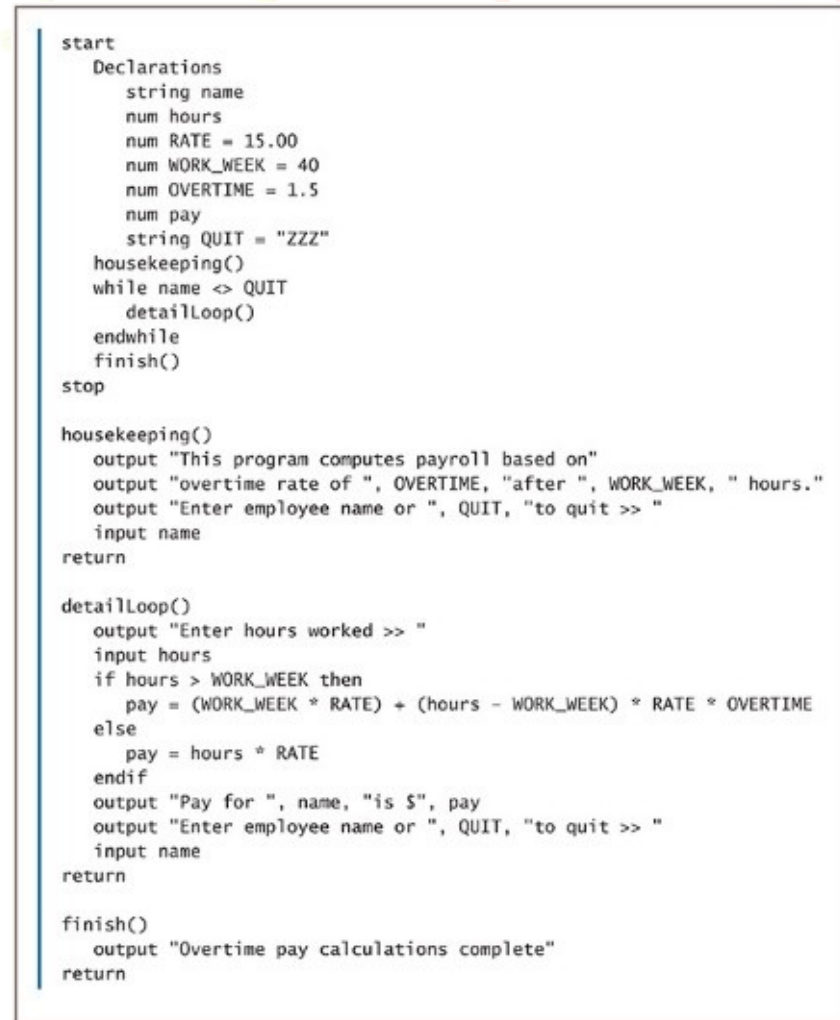 start
Declarations
string name
num hours
num RATE = 15.00
num WORK_WEEK = 40
num OVERTIME = 1.5
num pay
string QUIT = "ZZZ"
housekeeping()
while name <> QUIT
detailLoop()
endwhile
finish()
stop
housekeeping()
output "This program computes payroll based on"
output "overtime rate of ", OVERTIME, "after ", WORK_WEEK, " hours."
output "Enter employee name or ", QUIT, "to quit >> "
input name
return
detailLoop()
output "Enter hours worked >> "
input hours
if hours > WORK_WEEK then
pay = (WORK_WEEK * RATE) + (hours - WORK_WEEK) * RATE * OVERTIME
else
pay = hours * RATE
endif
output "Pay for ", name, "is $", pay
output "Enter employee name or ", QUIT, "to quit >> "
input name
return
finish()
output "Overtime pay calculations complete"
return